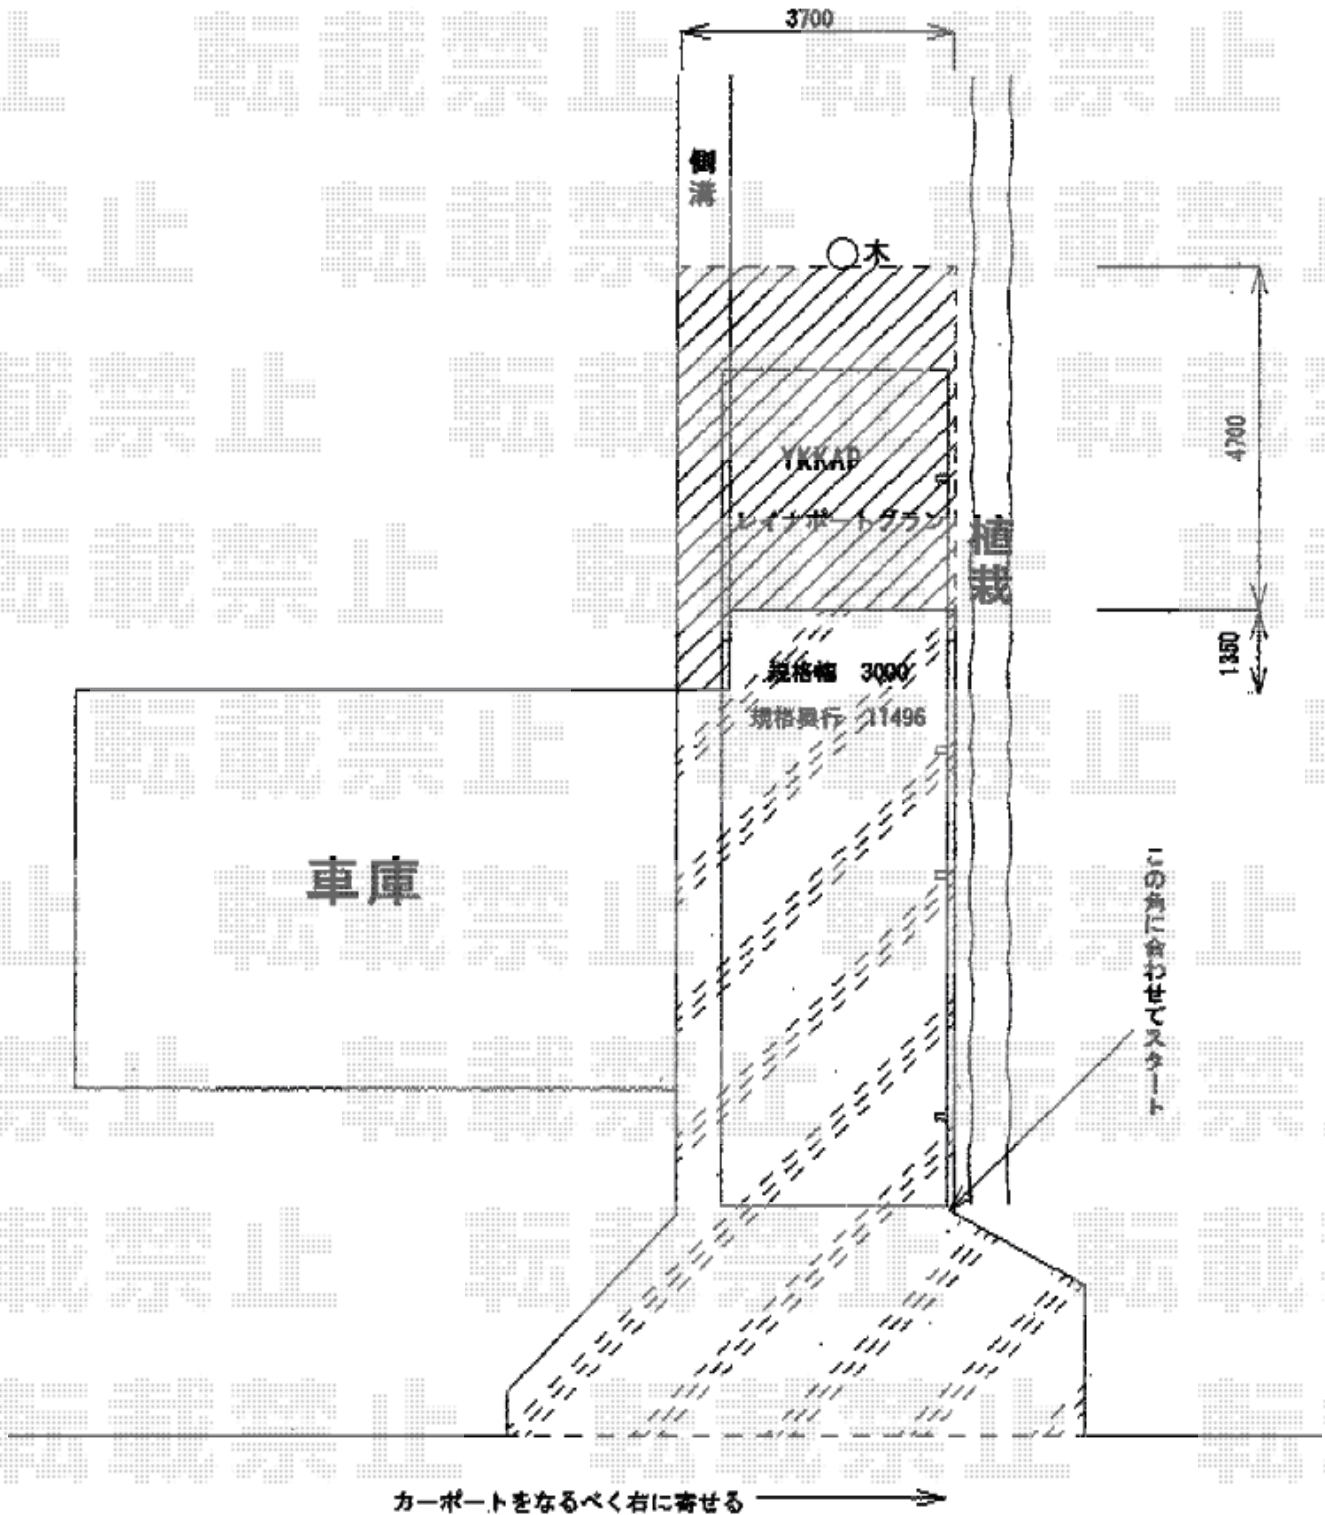 3700
側溝
木
YKKAP
レイナポートグラン
植栽
4700
1350
規格幅 3000
規格奥行 11496
車庫
この角に合わせてスタート
カーポートをなるべく右に寄せる
転載禁止